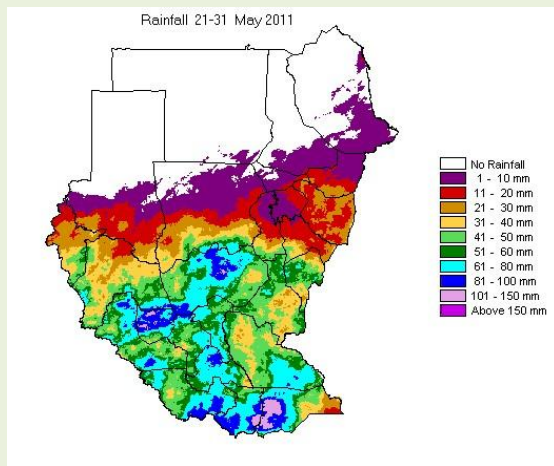 Rainfall 21-31 May 2011
No Rainfall
1 - 10 mm
11 - 20 mm
21 - 30 mm
31 - 40 mm
41 - 50 mm
51 - 60 mm
61 - 80 mm
81 - 100 mm
101 - 150 mm
Above 150 mm